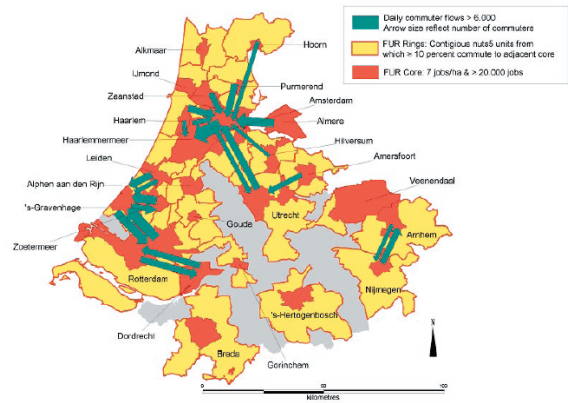 Daily commuter flows > 6.000
Arrow size reflect number of commuters
FUR Rings: Contigious nuts5 units from
which > 10 percent commute to adjacent core
FUR Core: 7 jobs/ha & > 20.000 jobs
Hoorn
Alkmaar
IJmond
Zaanstad
Purmerend
Amsterdam
Haarlem
Almere
Haarlemmermeer
Hilversum
Leiden
Amersfoort
Alphen aan den Rijn
Veenendaal
's-Gravenhage
Gouda
Utrecht
Arnhem
Zoetermeer
Rotterdam
Nijmegen
's-Hertogenbosch
Dordrecht
Breda
Gorinchem
N
0
50
100
kilometres